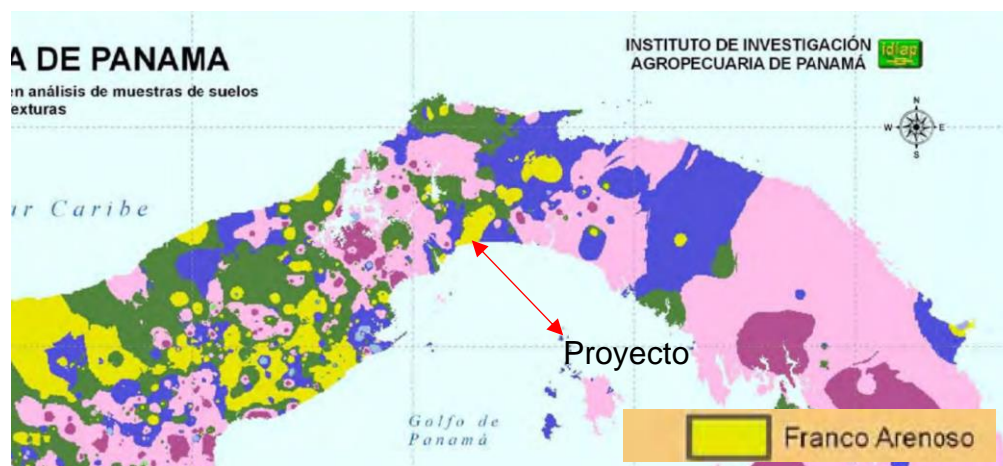 A DE PANAMA
en análisis de muestras de suelos
exturas
INSTITUTO DE INVESTIGACIÓN
AGROPECUARIA DE PANAMÁ
idiap
N
W
E
S
ar Caribe
Proyecto
Golfo de
Panamá
Franco Arenoso